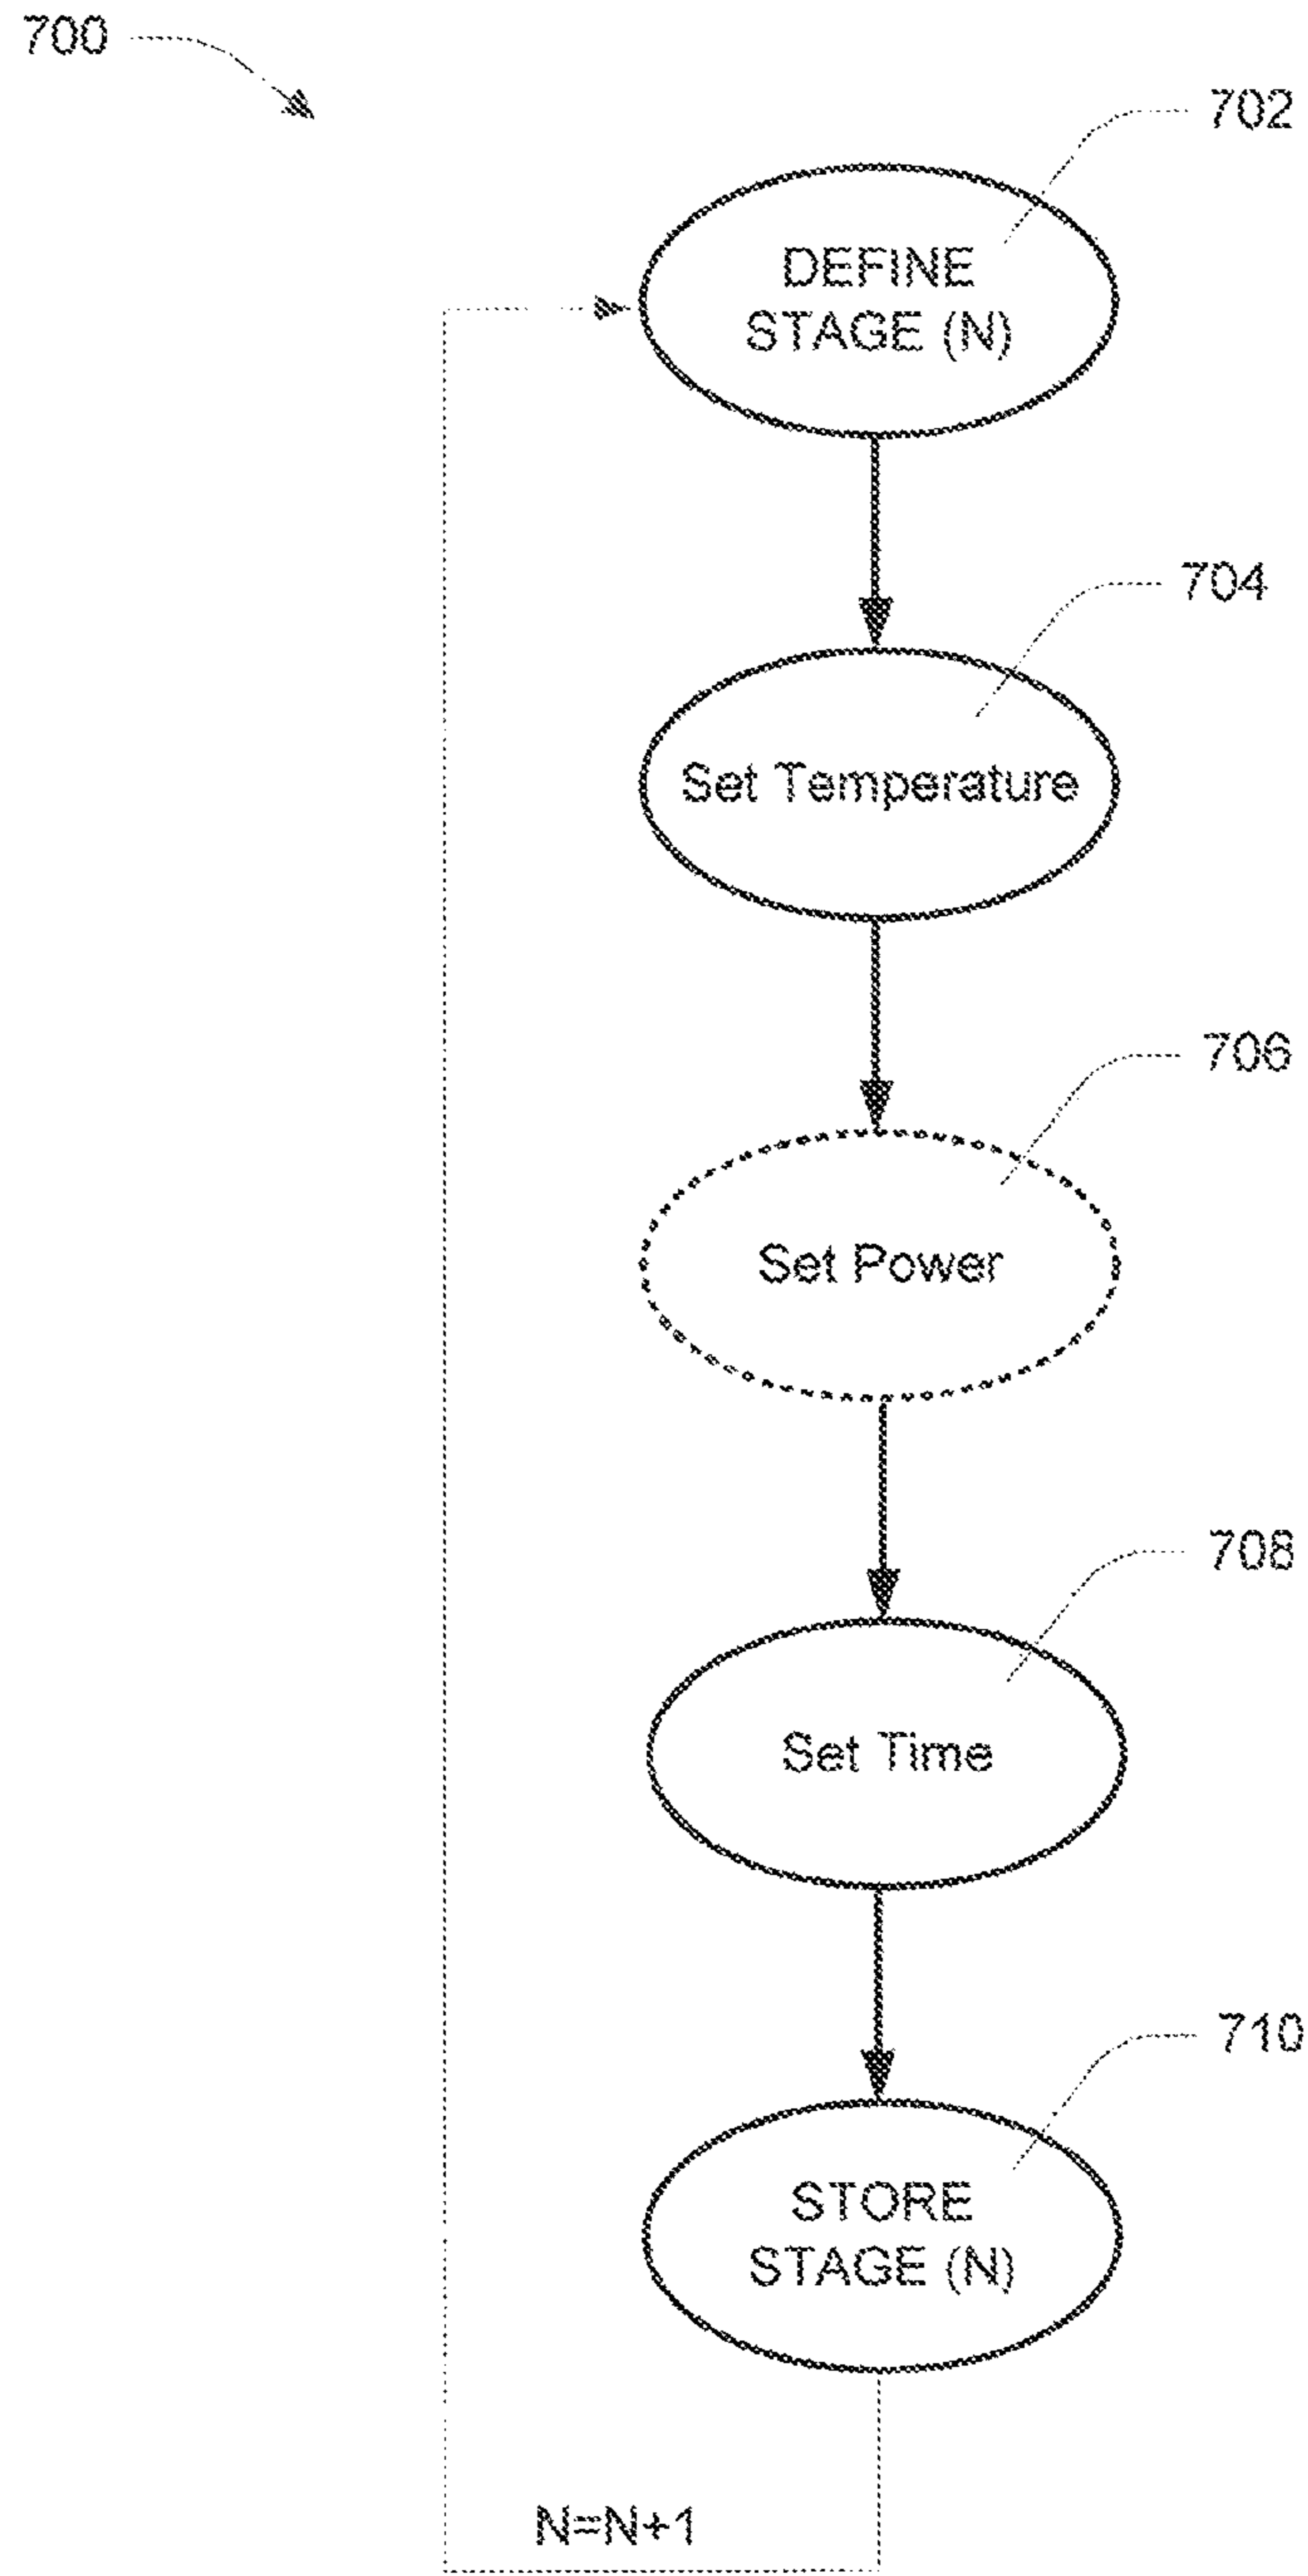 700
702
DEFINE
STAGE (N)
704
Set Temperature
706
Set Power
708
Set Time
710
STORE
STAGE (N)
N=N+1